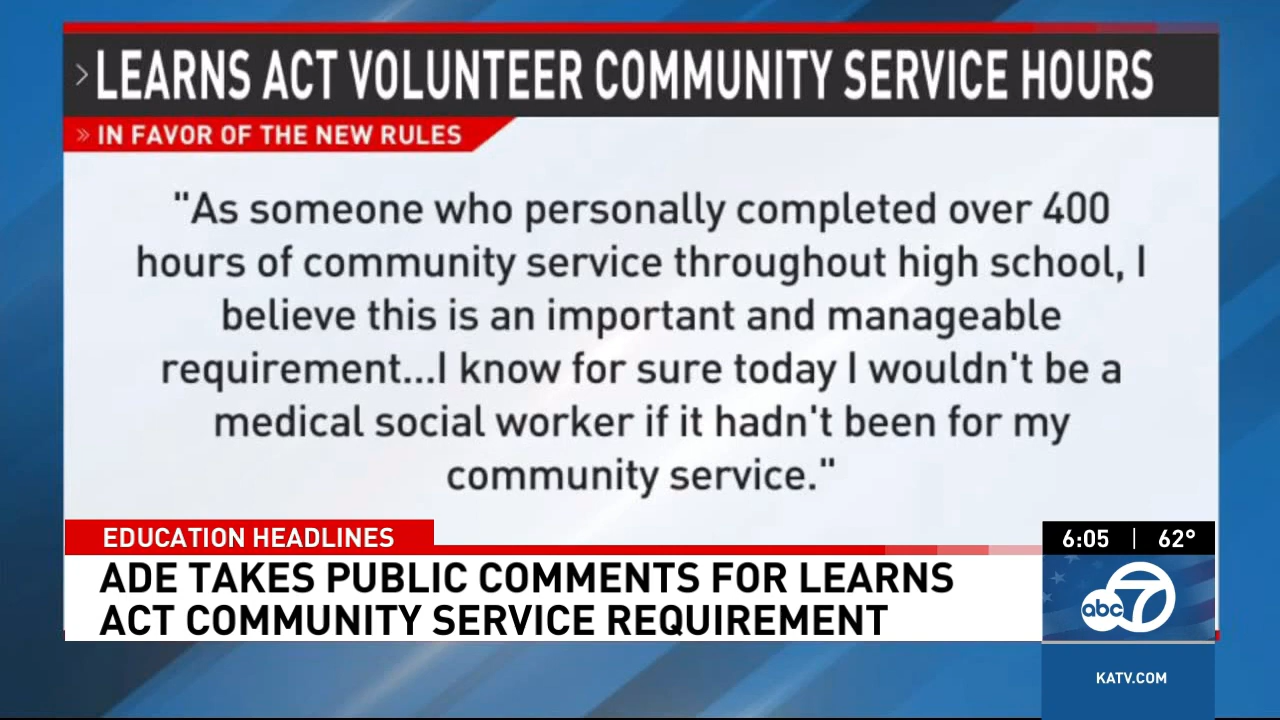 LEARNS ACT VOLUNTEER COMMUNITY SERVICE HOURS
IN FAVOR OF THE NEW RULES
"As someone who personally completed over 400
hours of community service throughout high school, I
believe this is an important and manageable
requirement...I know for sure today I wouldn't be a
medical social worker if it hadn't been for my
community service."
EDUCATION HEADLINES
6:05 | 62°
ADE TAKES PUBLIC COMMENTS FOR LEARNS
ACT COMMUNITY SERVICE REQUIREMENT
abc 7
KATV.COM